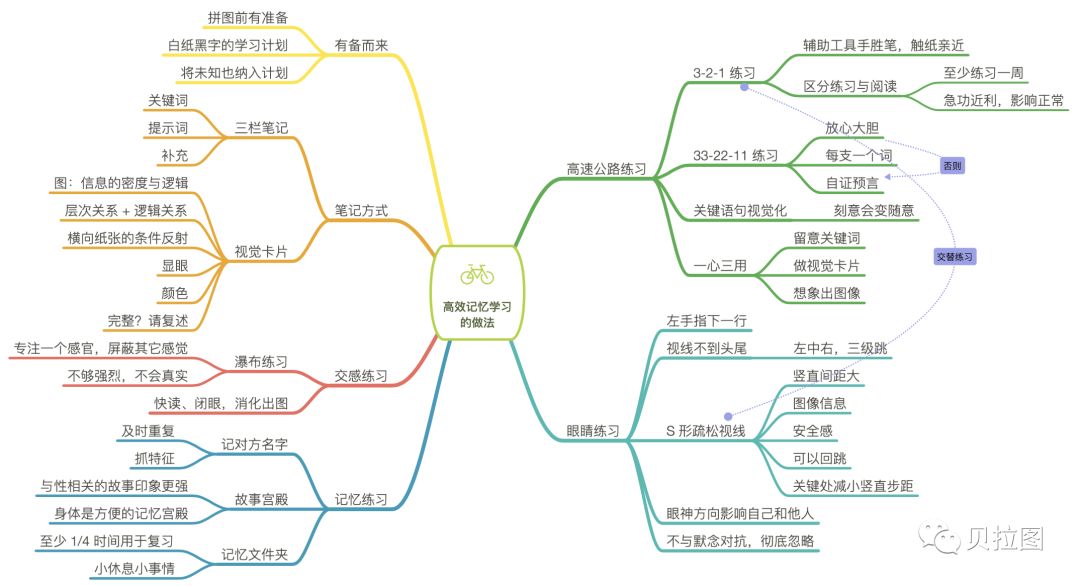 高效记忆学习
的做法
有备而来
拼图前有准备
白纸黑字的学习计划
将未知也纳入计划
笔记方式
三栏笔记
关键词
提示词
补充
视觉卡片
图：信息的密度与逻辑
层次关系 + 逻辑关系
横向纸张的条件反射
显眼
颜色
完整？请复述
交感练习
瀑布练习
专注一个感官，屏蔽其它感觉
不够强烈，不会真实
快读、闭眼，消化出图
记忆练习
记对方名字
及时重复
抓特征
故事宫殿
与性相关的故事印象更强
身体是方便的记忆宫殿
记忆文件夹
至少 1/4 时间用于复习
小休息小事情
高速公路练习
3-2-1 练习
辅助工具手胜笔，触纸亲近
区分练习与阅读
至少练习一周
急功近利，影响正常
33-22-11 练习
放心大胆
每支一个词
自证预言
否则
关键语句视觉化
刻意会变随意
一心三用
留意关键词
做视觉卡片
想象出图像
交替练习
眼睛练习
左手指下一行
视线不到头尾
左中右，三级跳
S 形疏松视线
竖直间距大
图像信息
安全感
可以回跳
关键处减小竖直步距
眼神方向影响自己和他人
不与默念对抗，彻底忽略
贝拉图